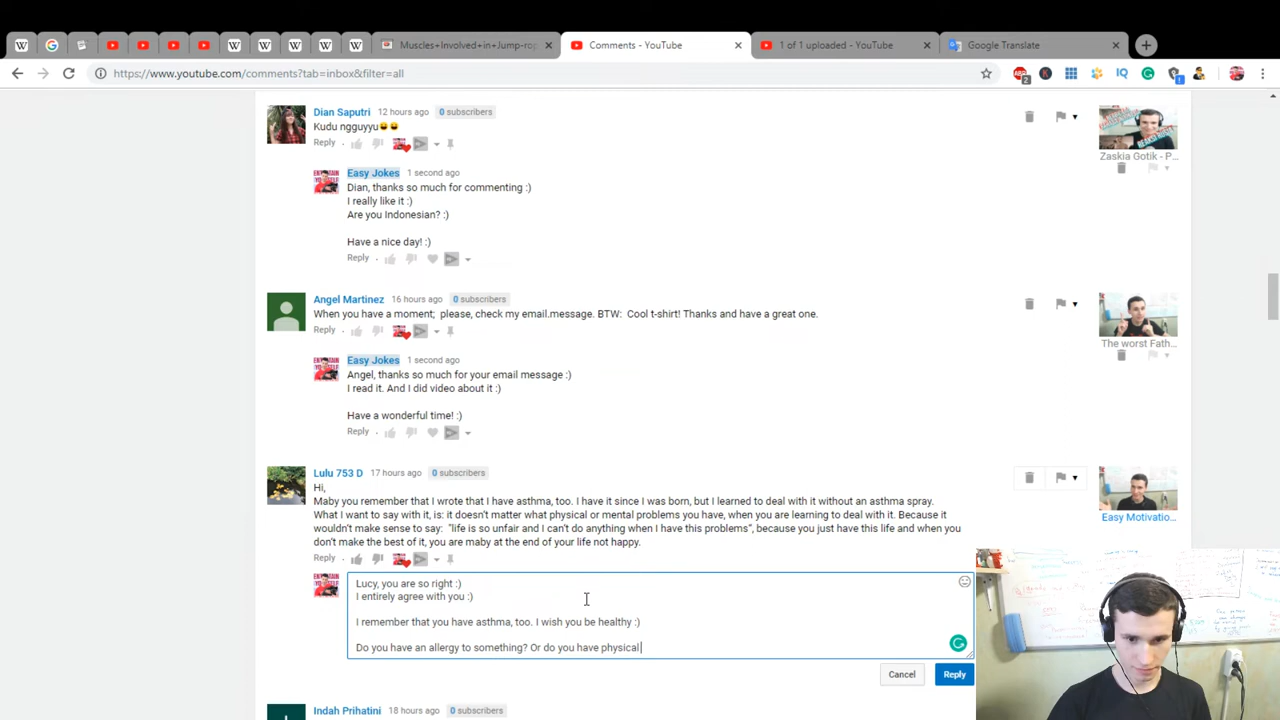 Muscles+Involved+in+Jump-rop
Comments - YouTube
1 of 1 uploaded - YouTube
Google Translate
https://www.youtube.com/comments?tab=inbox&filter=all
Dian Saputri 12 hours ago 0 subscribers
Kudu ngguyyu😆😆
Reply
Zaskia Gotik - P...
Easy Jokes 1 second ago
Dian, thanks so much for commenting :)
I really like it :)
Are you Indonesian? :)
Have a nice day! :)
Reply
Angel Martinez 16 hours ago 0 subscribers
When you have a moment; please, check my email.message. BTW: Cool t-shirt! Thanks and have a great one.
Reply
The worst Fath...
Easy Jokes 1 second ago
Angel, thanks so much for your email message :)
I read it. And I did video about it :)
Have a wonderful time! :)
Reply
Lulu 753 D 17 hours ago 0 subscribers
Hi,
Maby you remember that I wrote that I have asthma, too. I have it since I was born, but I learned to deal with it without an asthma spray.
What I want to say with it, is: it doesn't matter what physical or mental problems you have, when you are learning to deal with it. Because it
wouldn't make sense to say: "life is so unfair and I can't do anything when I have this problems", because you just have this life and when you
don't make the best of it, you are maby at the end of your life not happy.
Easy Motivatio...
Reply
Lucy, you are so right :)
I entirely agree with you :)
I remember that you have asthma, too. I wish you be healthy :)
Do you have an allergy to something? Or do you have physical
Cancel Reply
Indah Prihatini 18 hours ago 0 subscribers